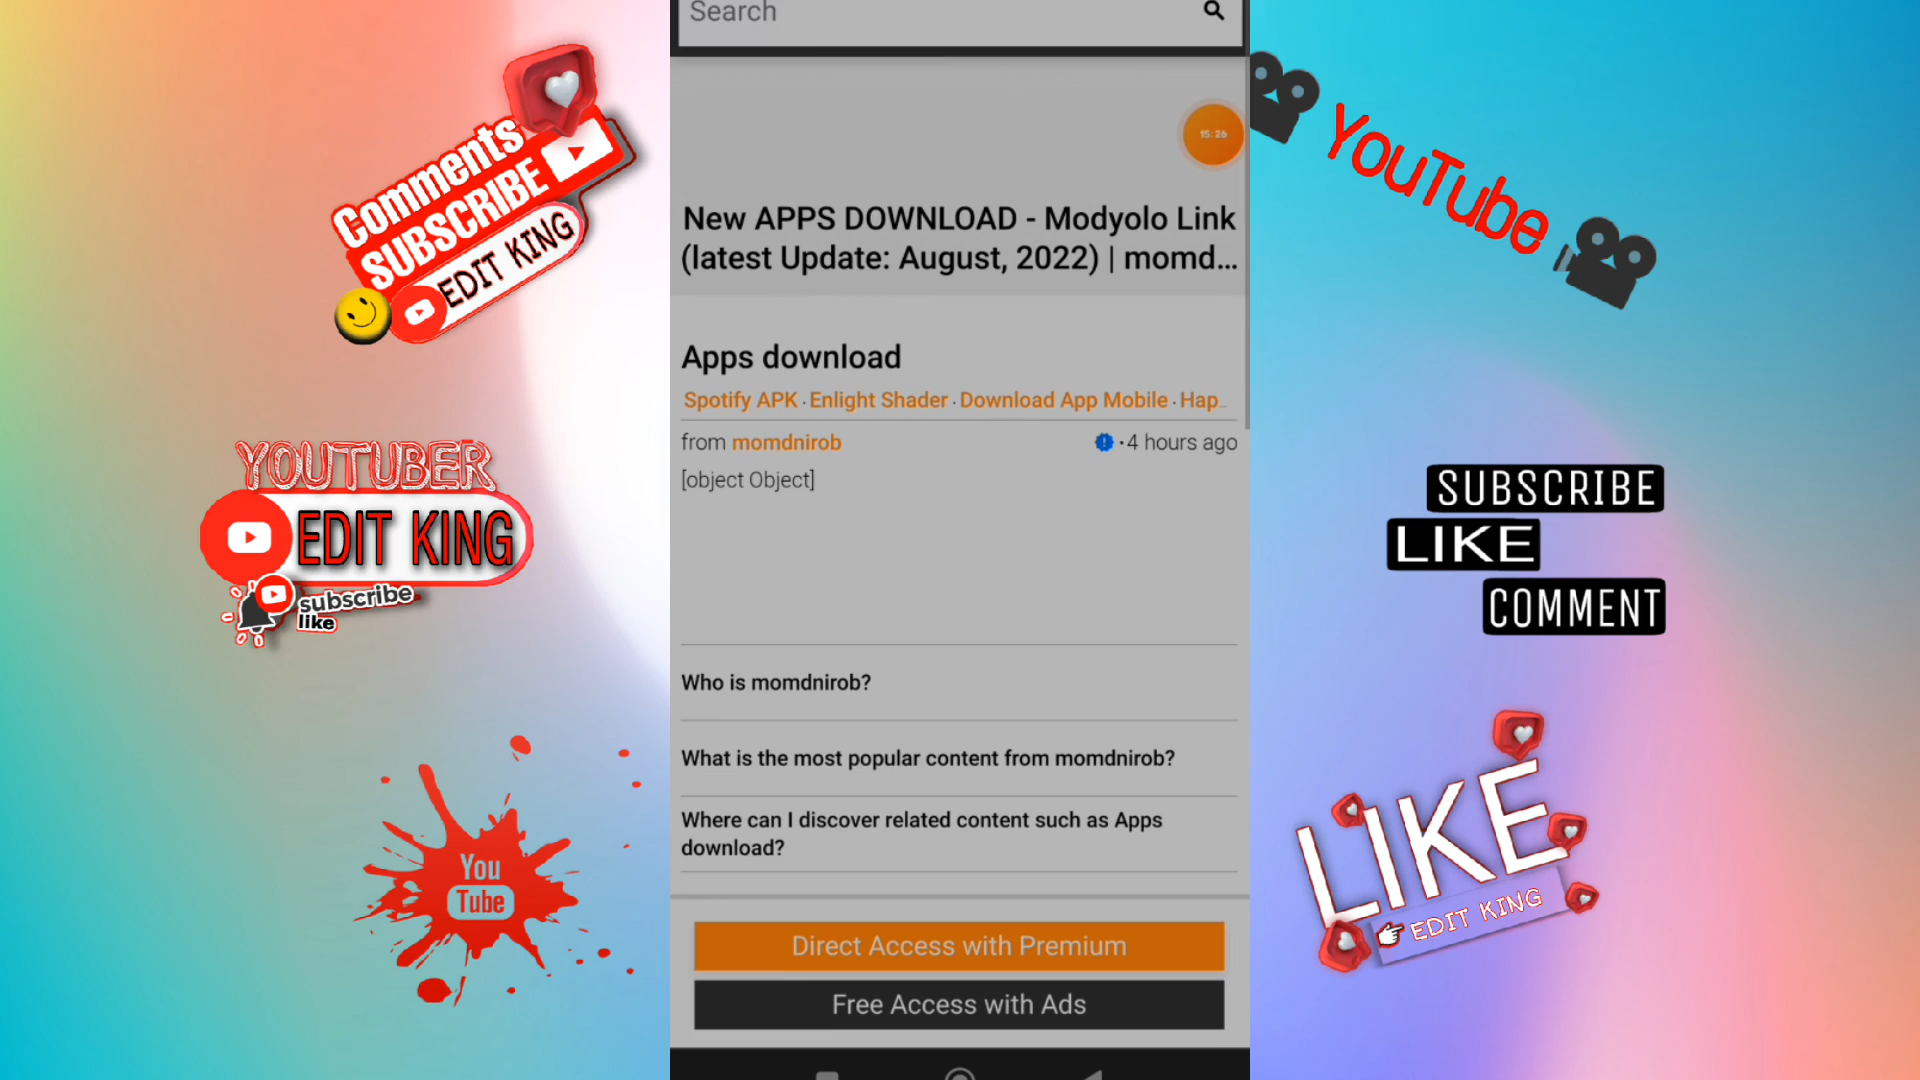 Comments
SUBSCRIBE
EDIT KING
YOUTUBER
EDIT KING
subscribe
like
You
Tube
Search
15:26
New APPS DOWNLOAD - Modyolo Link
(latest Update: August, 2022) | momd...
Apps download
Spotify APK · Enlight Shader · Download App Mobile · Hap...
from momdnirob
· 4 hours ago
[object Object]
Who is momdnirob?
What is the most popular content from momdnirob?
Where can I discover related content such as Apps
download?
Direct Access with Premium
Free Access with Ads
YouTube
SUBSCRIBE
LIKE
COMMENT
LIKE
EDIT KING